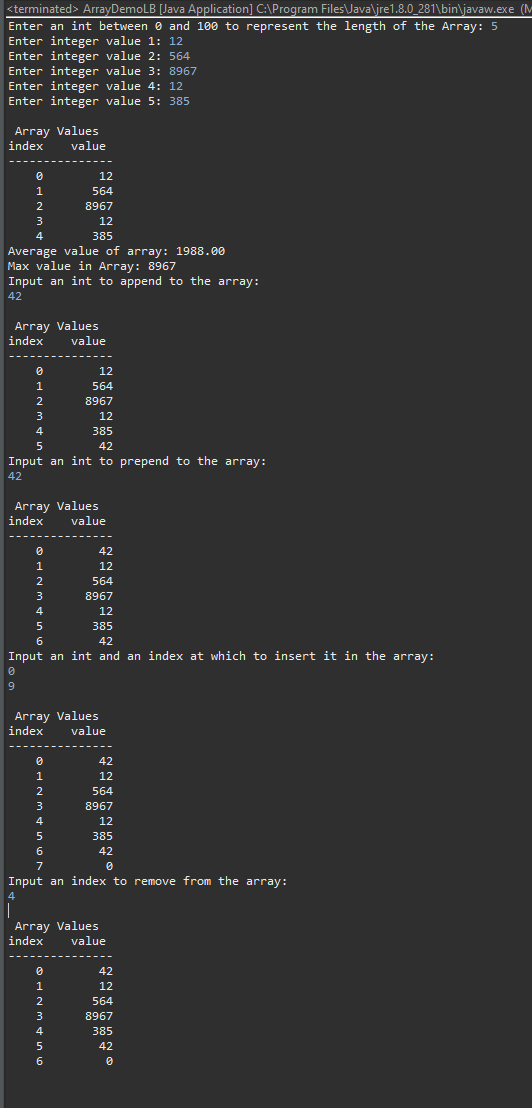 <terminated> ArrayDemoLB [Java Application] C:\Program Files\Java\jre1.8.0_281\bin\javaw.exe (M
Enter an int between 0 and 100 to represent the length of the Array: 5
Enter integer value 1: 12
Enter integer value 2: 564
Enter integer value 3: 8967
Enter integer value 4: 12
Enter integer value 5: 385
Array Values
index value
---------------
0 12
1 564
2 8967
3 12
4 385
Average value of array: 1988.00
Max value in Array: 8967
Input an int to append to the array:
42
Array Values
index value
---------------
0 12
1 564
2 8967
3 12
4 385
5 42
Input an int to prepend to the array:
42
Array Values
index value
---------------
0 42
1 12
2 564
3 8967
4 12
5 385
6 42
Input an int and an index at which to insert it in the array:
0
9
Array Values
index value
---------------
0 42
1 12
2 564
3 8967
4 12
5 385
6 42
7 0
Input an index to remove from the array:
4
Array Values
index value
---------------
0 42
1 12
2 564
3 8967
4 385
5 42
6 0